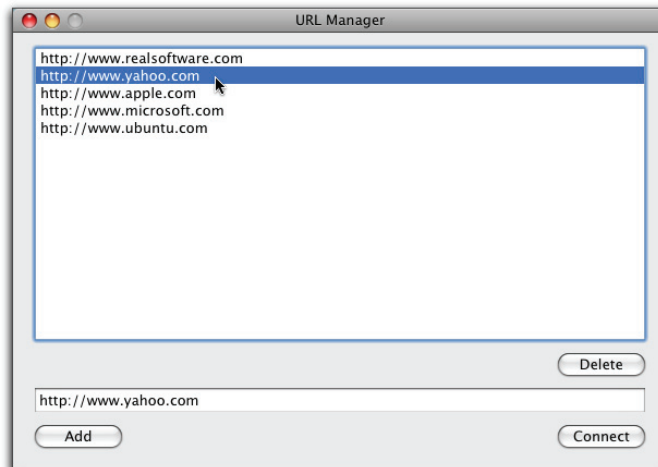 URL Manager
http://www.realsoftware.com
http://www.yahoo.com
http://www.apple.com
http://www.microsoft.com
http://www.ubuntu.com
Delete
http://www.yahoo.com
Add Connect